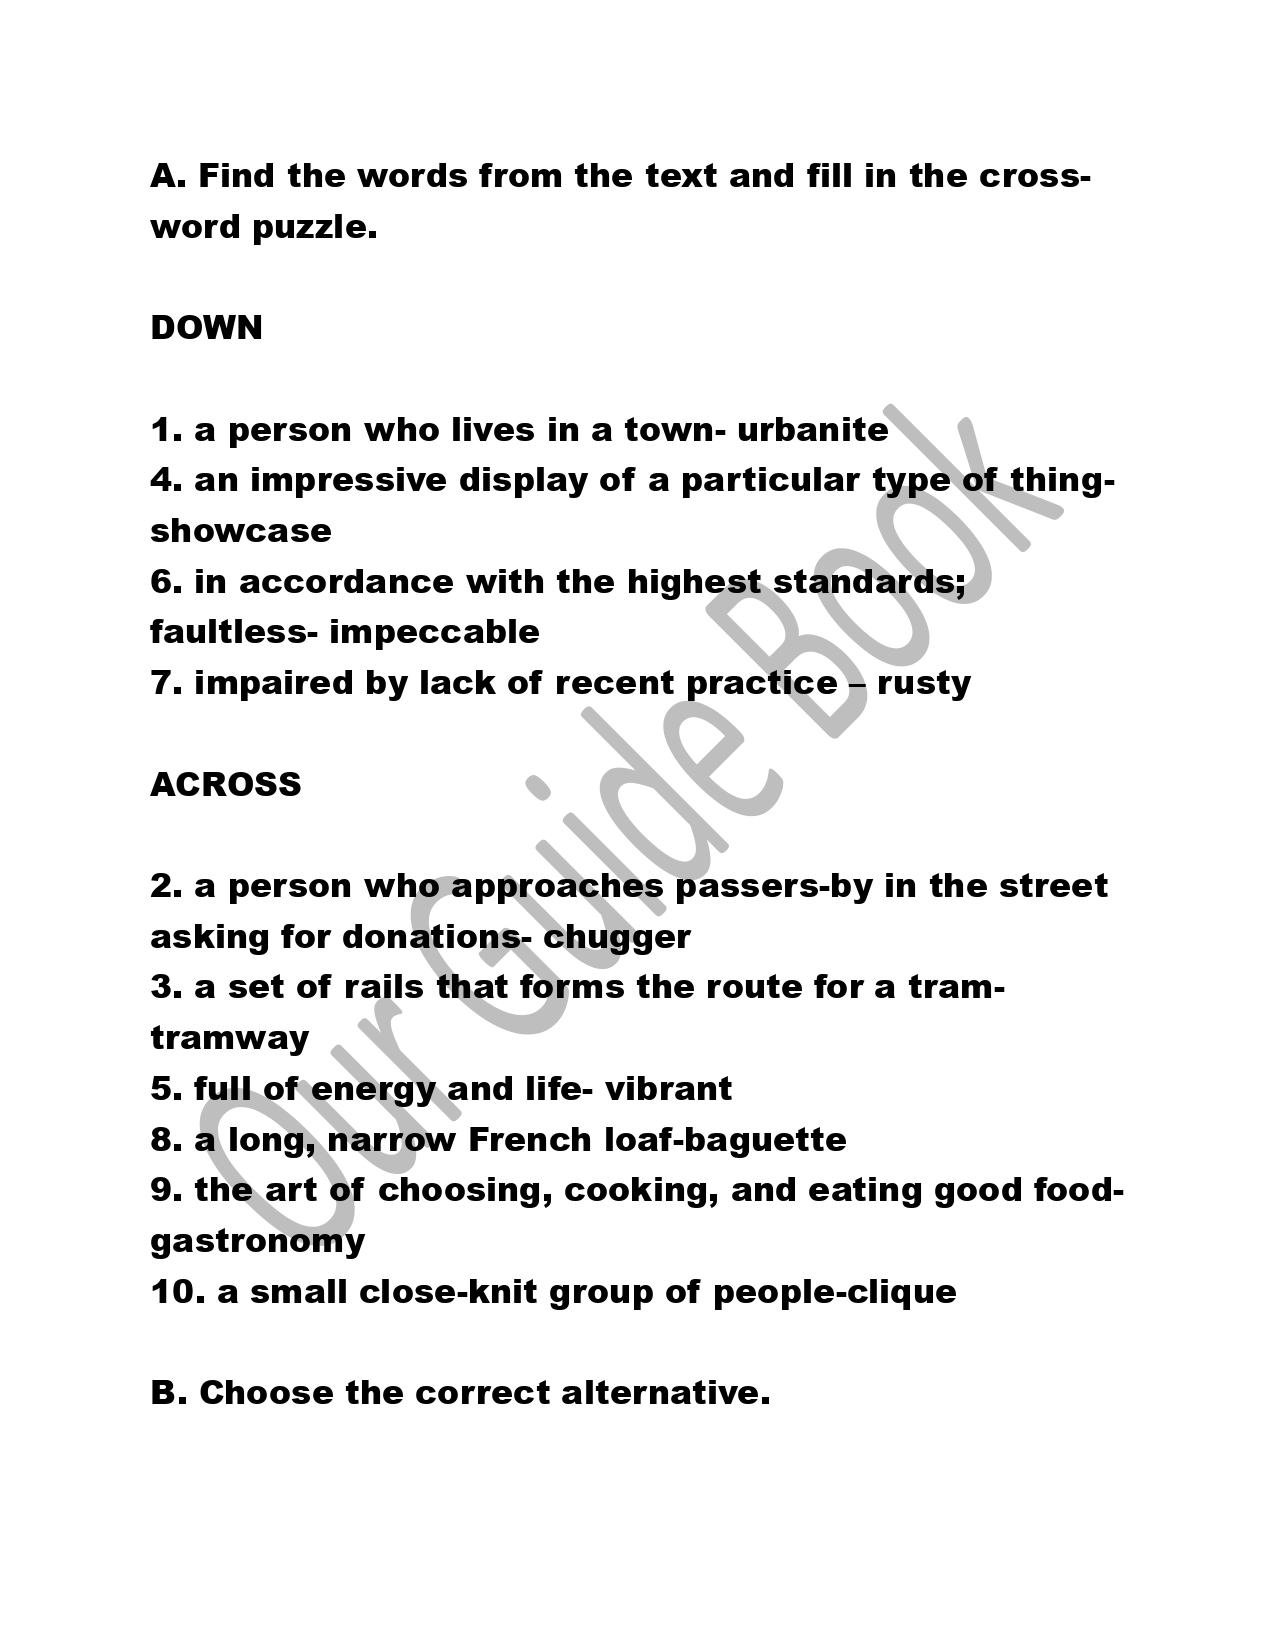 A. Find the words from the text and fill in the cross-
word puzzle.
DOWN
1. a person who lives in a town- urbanite
4. an impressive display of a particular type of thing-
showcase
6. in accordance with the highest standards;
faultless- impeccable
7. impaired by lack of recent practice – rusty
ACROSS
2. a person who approaches passers-by in the street
asking for donations- chugger
3. a set of rails that forms the route for a tram-
tramway
5. full of energy and life- vibrant
8. a long, narrow French loaf-baguette
9. the art of choosing, cooking, and eating good food-
gastronomy
10. a small close-knit group of people-clique
B. Choose the correct alternative.
Our Guide Book